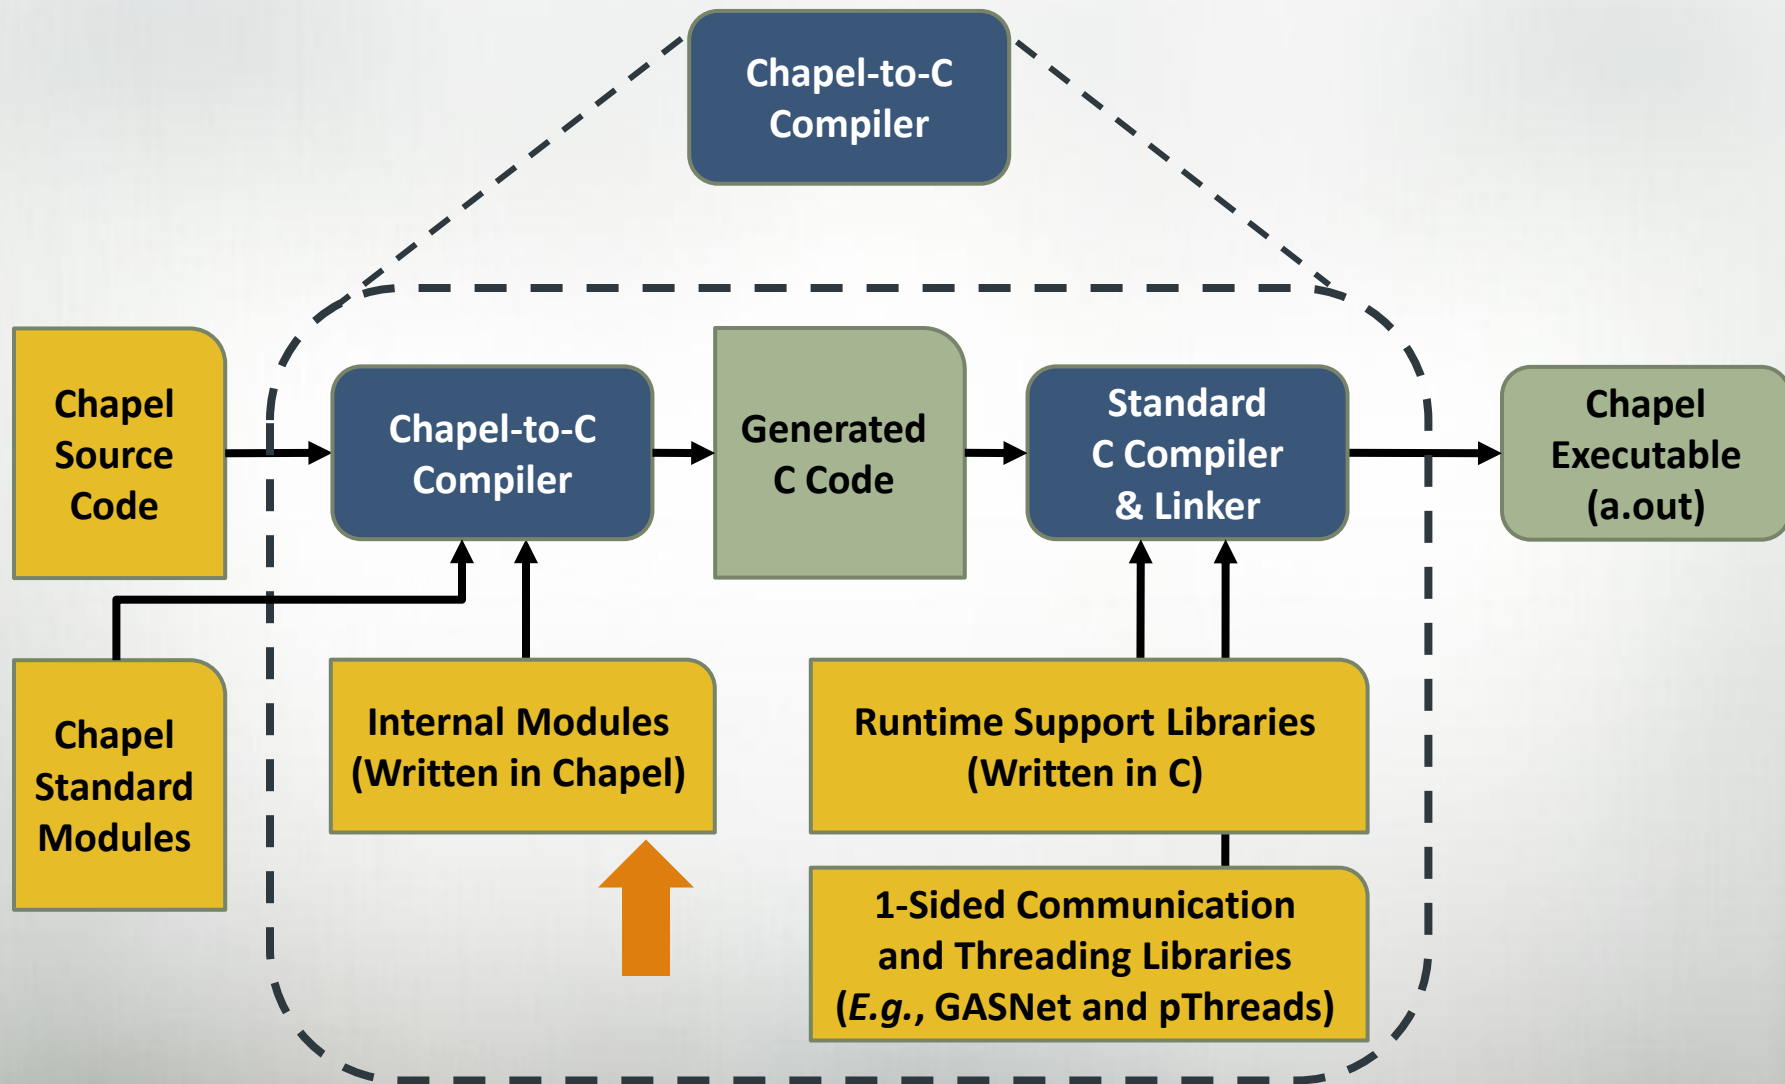 Chapel-to-C
Compiler
Chapel
Source
Code
Chapel-to-C
Compiler
Generated
C Code
Standard
C Compiler
& Linker
Chapel
Executable
(a.out)
Chapel
Standard
Modules
Internal Modules
(Written in Chapel)
Runtime Support Libraries
(Written in C)
1-Sided Communication
and Threading Libraries
(E.g., GASNet and pThreads)